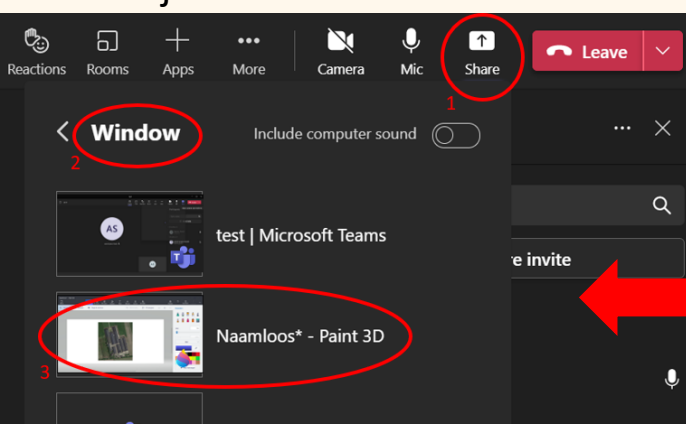 Reactions Rooms Apps More Camera Mic Share Leave
1
Window Include computer sound
2
AS
test | Microsoft Teams
re invite
Naamloos* - Paint 3D
3